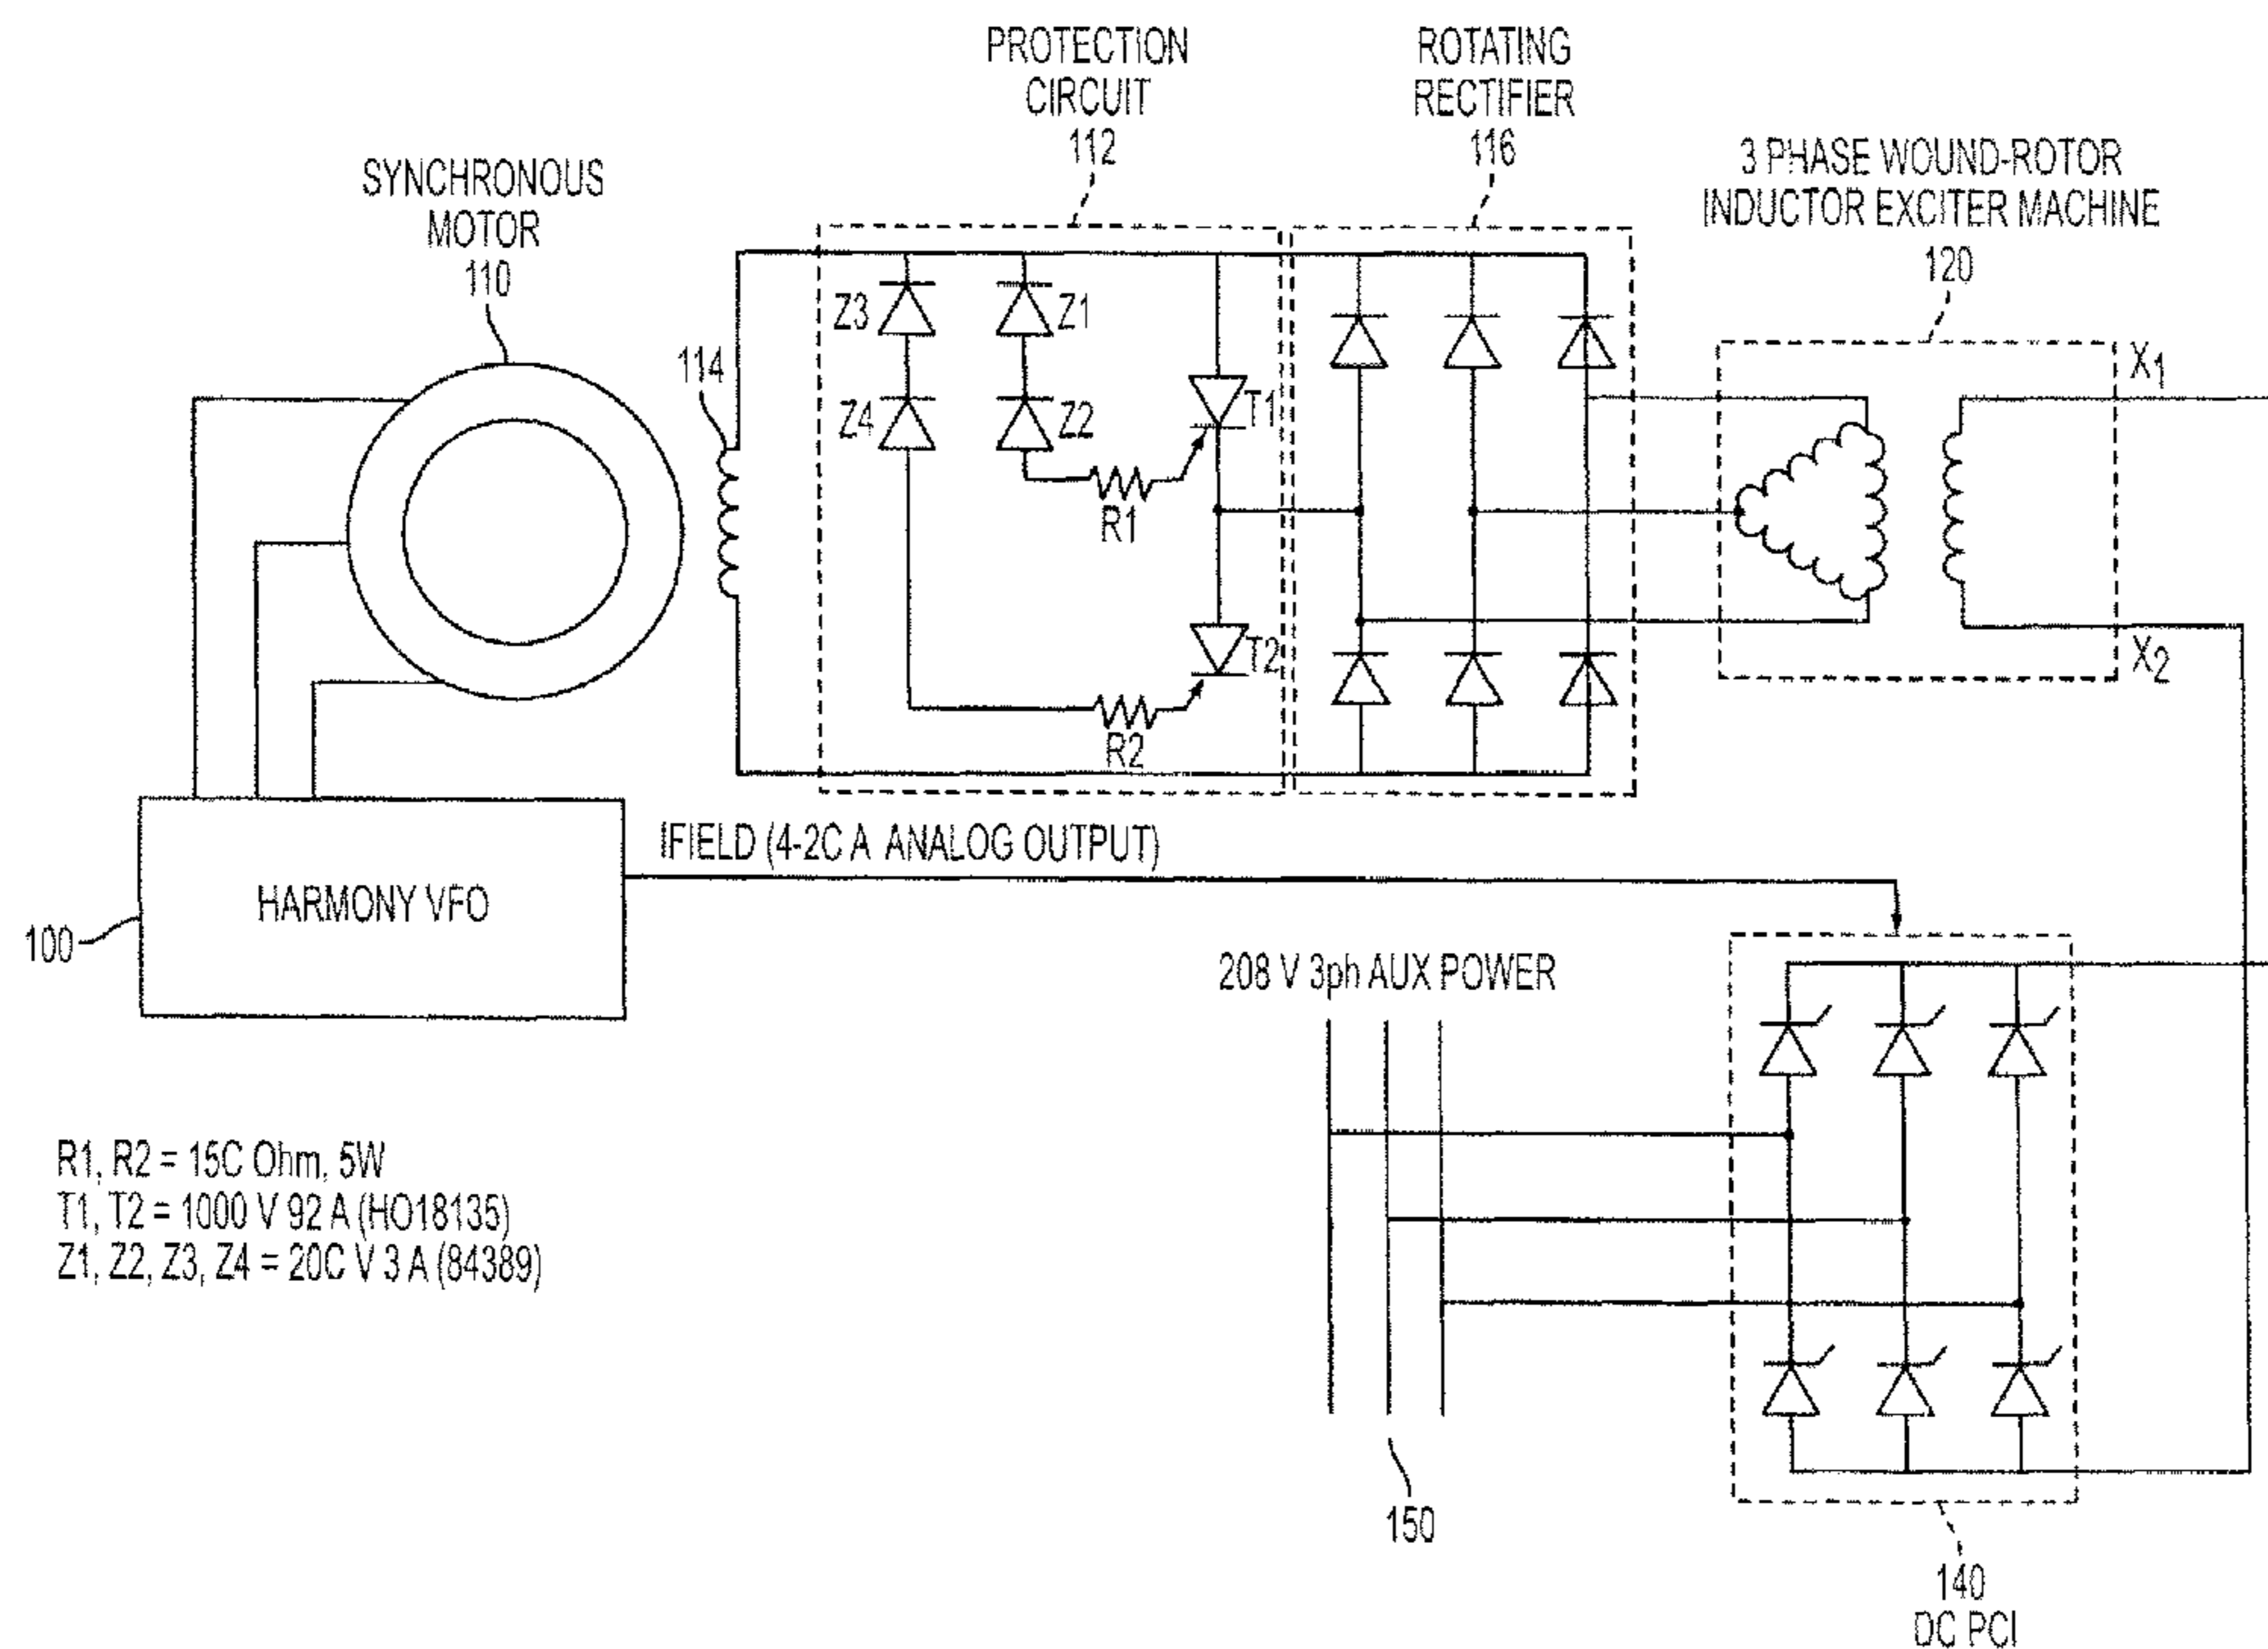 PROTECTION
CIRCUIT
112
ROTATING
RECTIFIER
116
3 PHASE WOUND-ROTOR
INDUCTOR EXCITER MACHINE
120
SYNCHRONOUS
MOTOR
110
114
Z3
Z1
Z4
Z2
T1
R1
T2
R2
X1
X2
IFIELD (4-2C A ANALOG OUTPUT)
HARMONY VFO
100
208 V 3ph AUX POWER
R1, R2 = 15C Ohm, 5W
T1, T2 = 1000 V 92 A (HO18135)
Z1, Z2, Z3, Z4 = 20C V 3 A (84389)
150
140
DC PCI